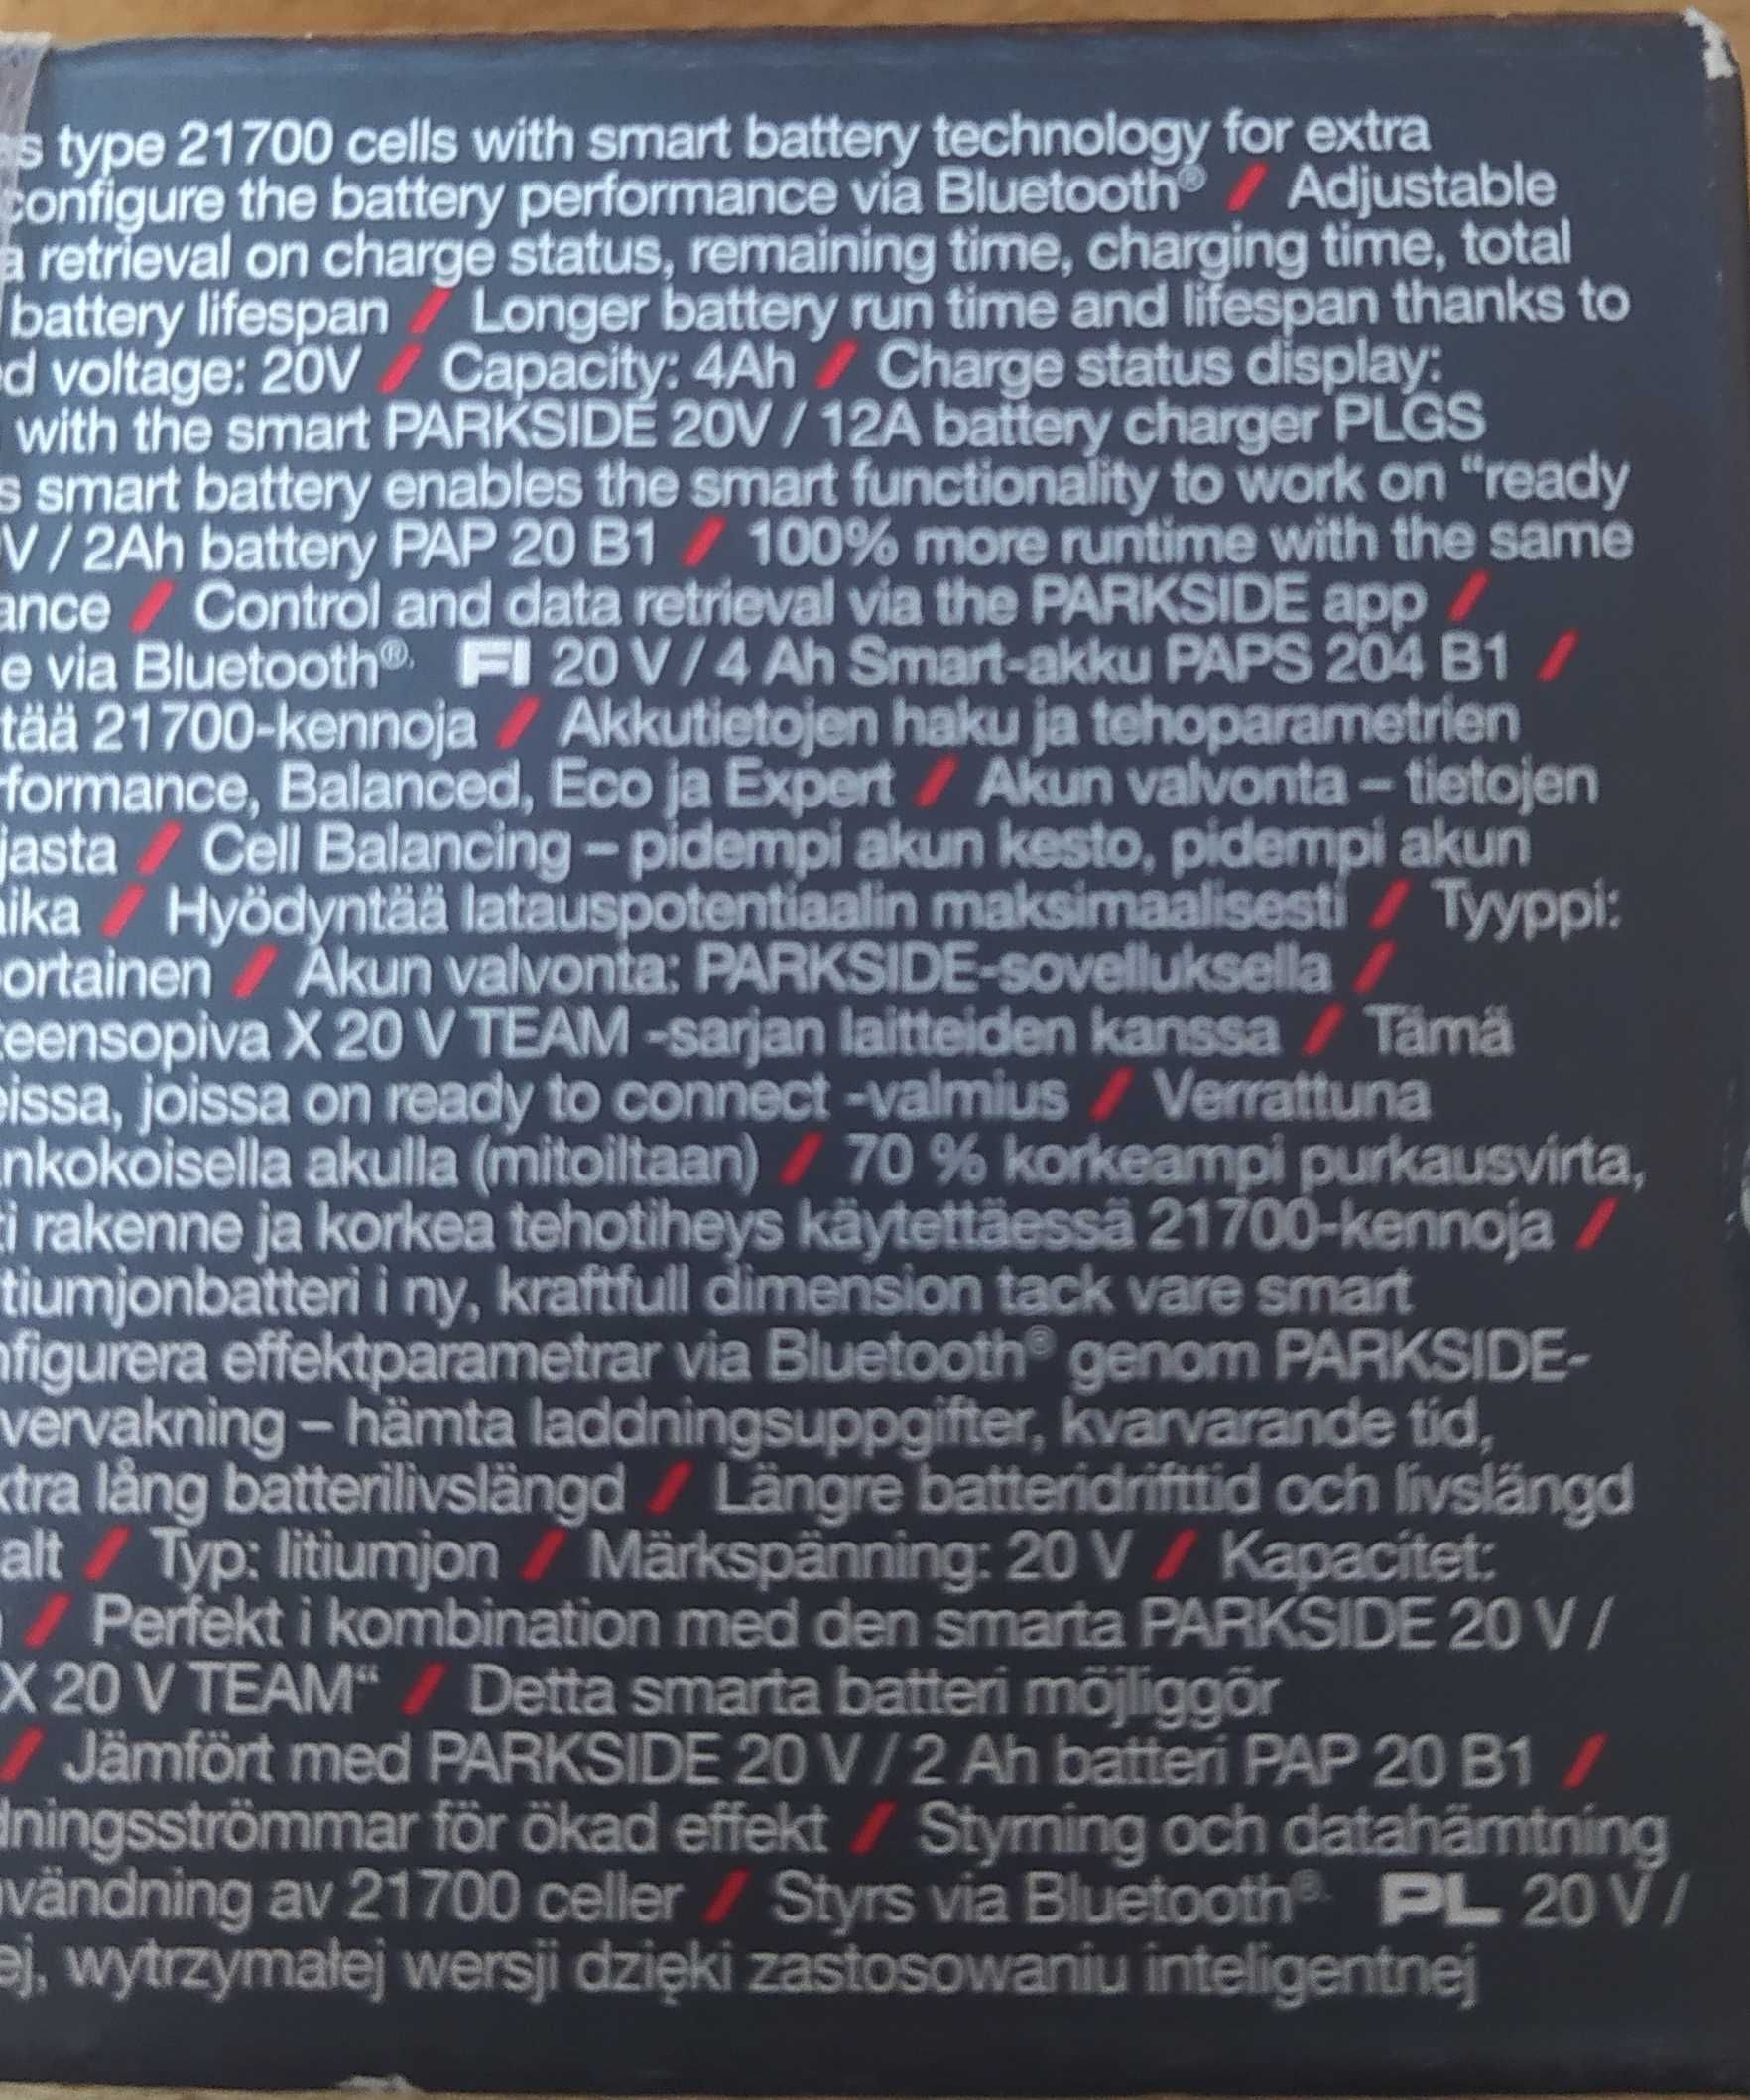 s type 21700 cells with smart battery technology for extra
configure the battery performance via Bluetooth® / Adjustable
a retrieval on charge status, remaining time, charging time, total
battery lifespan / Longer battery run time and lifespan thanks to
d voltage: 20V / Capacity: 4Ah / Charge status display:
with the smart PARKSIDE 20V / 12A battery charger PLGS
s smart battery enables the smart functionality to work on “ready
V / 2Ah battery PAP 20 B1 / 100% more runtime with the same
ance / Control and data retrieval via the PARKSIDE app /
e via Bluetooth®. FI 20 V / 4 Ah Smart-akku PAPS 204 B1 /
tää 21700-kennoja / Akkutietojen haku ja tehoparametrien
formance, Balanced, Eco ja Expert / Akun valvonta – tietojen
jasta / Cell Balancing – pidempi akun kesto, pidempi akun
ika / Hyödyntää latauspotentiaalin maksimaalisesti / Tyyppi:
ortainen / Akun valvonta: PARKSIDE-sovelluksella /
eensopiva X 20 V TEAM -sarjan laitteiden kanssa / Tämä
eissa, joissa on ready to connect -valmius / Verrattuna
nkokoisella akulla (mitoiltaan) / 70 % korkeampi purkausvirta,
i rakenne ja korkea tehotiheys käytettäessä 21700-kennoja /
tiumjonbatteri i ny, kraftfull dimension tack vare smart
nfigurera effektparametrar via Bluetooth® genom PARKSIDE-
vervakning – hämta laddningsuppgifter, kvarvarande tid,
xtra lång batterilivslängd / Längre batteridrifttid och livslängd
alt / Typ: litiumjon / Märkspänning: 20 V / Kapacitet:
/ Perfekt i kombination med den smarta PARKSIDE 20 V /
X 20 V TEAM“ / Detta smarta batteri möjliggör
/ Jämfört med PARKSIDE 20 V / 2 Ah batteri PAP 20 B1 /
dningsströmmar för ökad effekt / Styrning och datahämtning
vändning av 21700 celler / Styrs via Bluetooth®. PL 20 V /
ej, wytrzymałej wersji dzięki zastosowaniu inteligentnej